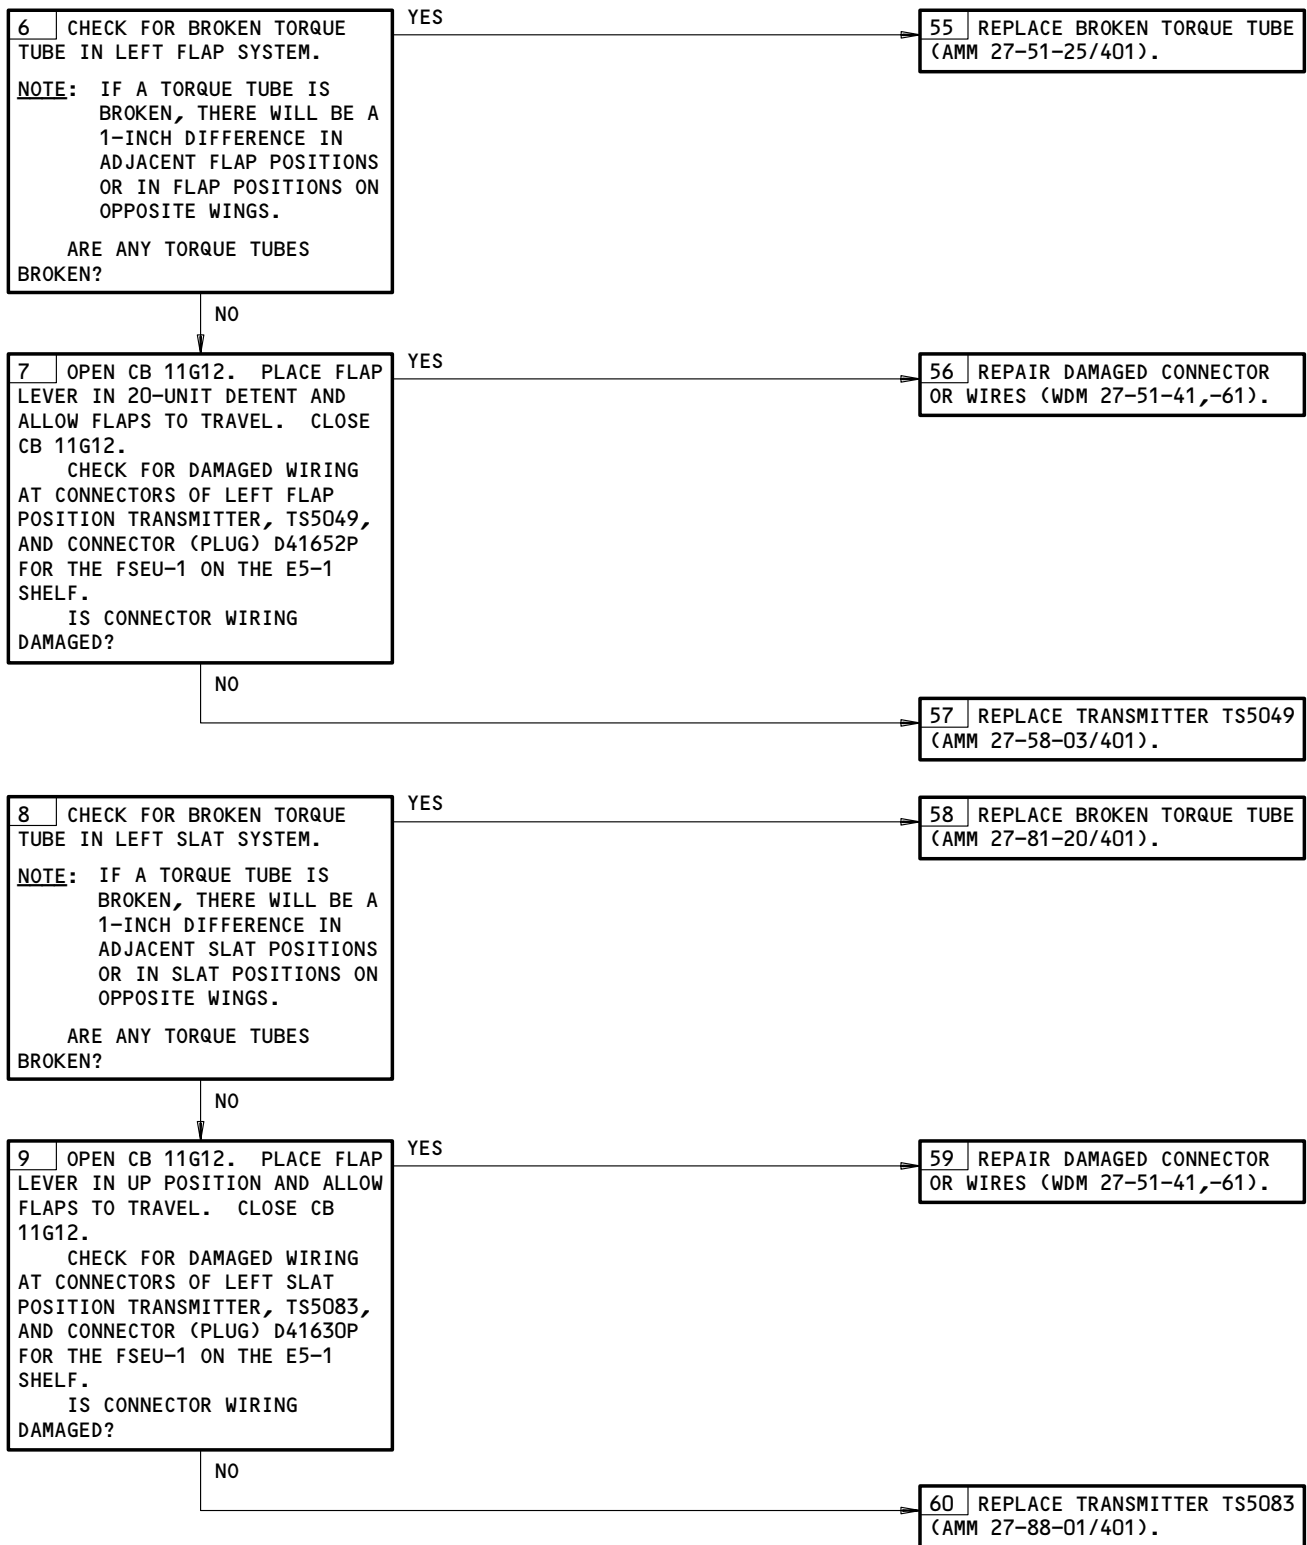 6 CHECK FOR BROKEN TORQUE
TUBE IN LEFT FLAP SYSTEM.
NOTE: IF A TORQUE TUBE IS
BROKEN, THERE WILL BE A
1-INCH DIFFERENCE IN
ADJACENT FLAP POSITIONS
OR IN FLAP POSITIONS ON
OPPOSITE WINGS.
ARE ANY TORQUE TUBES
BROKEN?
YES
55 REPLACE BROKEN TORQUE TUBE
(AMM 27-51-25/401).
NO
7 OPEN CB 11G12. PLACE FLAP
LEVER IN 20-UNIT DETENT AND
ALLOW FLAPS TO TRAVEL. CLOSE
CB 11G12.
CHECK FOR DAMAGED WIRING
AT CONNECTORS OF LEFT FLAP
POSITION TRANSMITTER, TS5049,
AND CONNECTOR (PLUG) D41652P
FOR THE FSEU-1 ON THE E5-1
SHELF.
IS CONNECTOR WIRING
DAMAGED?
YES
56 REPAIR DAMAGED CONNECTOR
OR WIRES (WDM 27-51-41,-61).
NO
57 REPLACE TRANSMITTER TS5049
(AMM 27-58-03/401).
8 CHECK FOR BROKEN TORQUE
TUBE IN LEFT SLAT SYSTEM.
NOTE: IF A TORQUE TUBE IS
BROKEN, THERE WILL BE A
1-INCH DIFFERENCE IN
ADJACENT SLAT POSITIONS
OR IN SLAT POSITIONS ON
OPPOSITE WINGS.
ARE ANY TORQUE TUBES
BROKEN?
YES
58 REPLACE BROKEN TORQUE TUBE
(AMM 27-81-20/401).
NO
9 OPEN CB 11G12. PLACE FLAP
LEVER IN UP POSITION AND ALLOW
FLAPS TO TRAVEL. CLOSE CB
11G12.
CHECK FOR DAMAGED WIRING
AT CONNECTORS OF LEFT SLAT
POSITION TRANSMITTER, TS5083,
AND CONNECTOR (PLUG) D41630P
FOR THE FSEU-1 ON THE E5-1
SHELF.
IS CONNECTOR WIRING
DAMAGED?
YES
59 REPAIR DAMAGED CONNECTOR
OR WIRES (WDM 27-51-41,-61).
NO
60 REPLACE TRANSMITTER TS5083
(AMM 27-88-01/401).